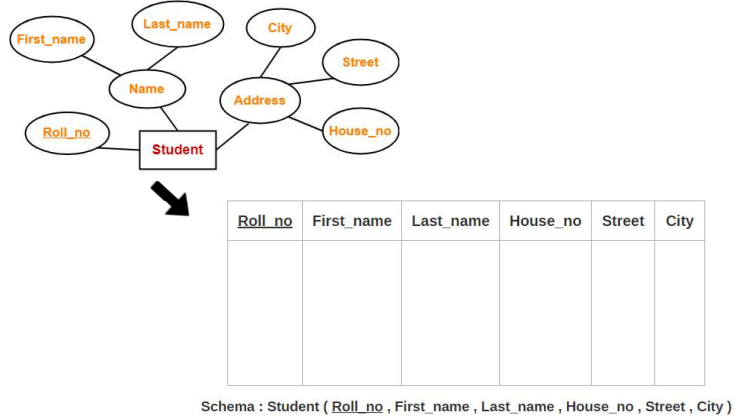 Last_name
City
First_name
Street
Name
Address
Roll_no
House_no
Student
Roll_no First_name Last_name House_no Street City
Schema : Student ( Roll_no , First_name , Last_name , House_no , Street , City )